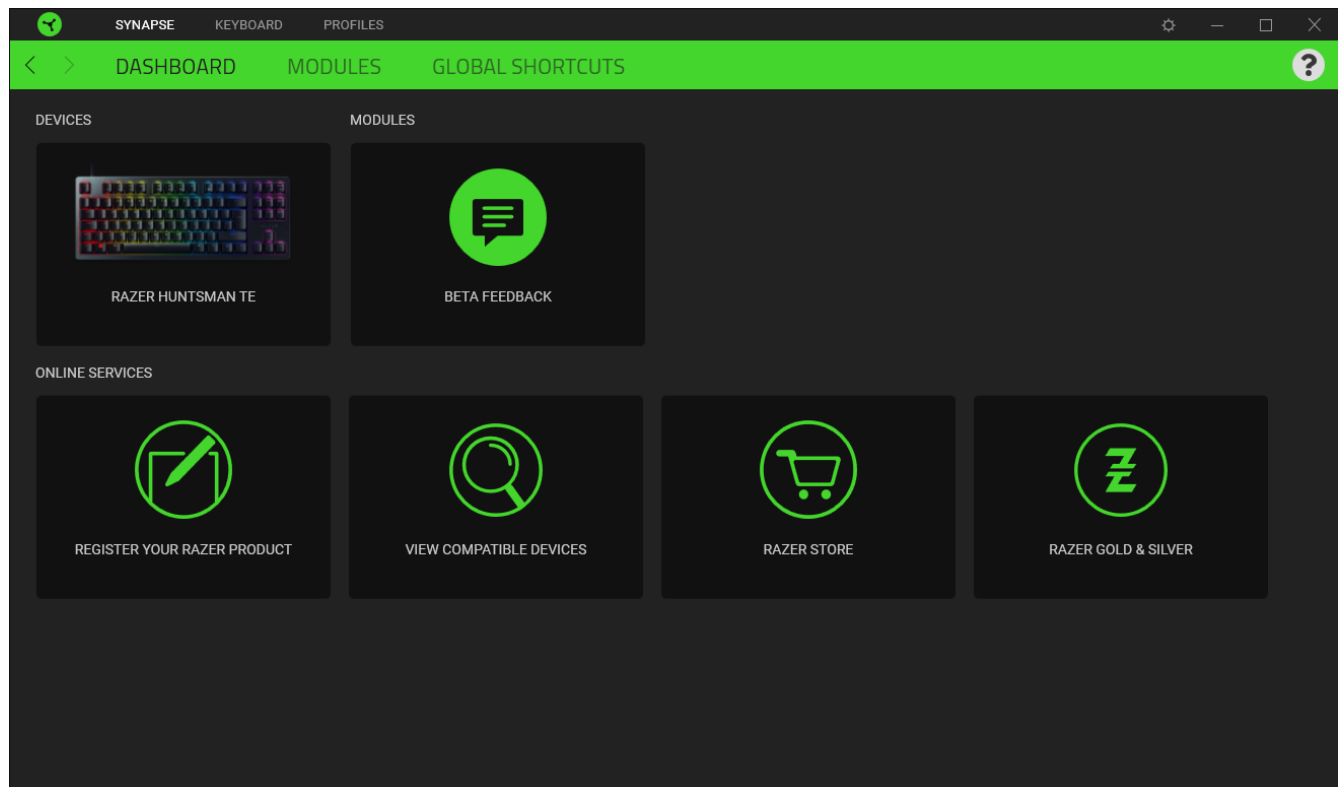 SYNAPSE KEYBOARD PROFILES
DASHBOARD MODULES GLOBAL SHORTCUTS ?
DEVICES MODULES
RAZER HUNTSMAN TE BETA FEEDBACK
ONLINE SERVICES
REGISTER YOUR RAZER PRODUCT VIEW COMPATIBLE DEVICES RAZER STORE RAZER GOLD & SILVER